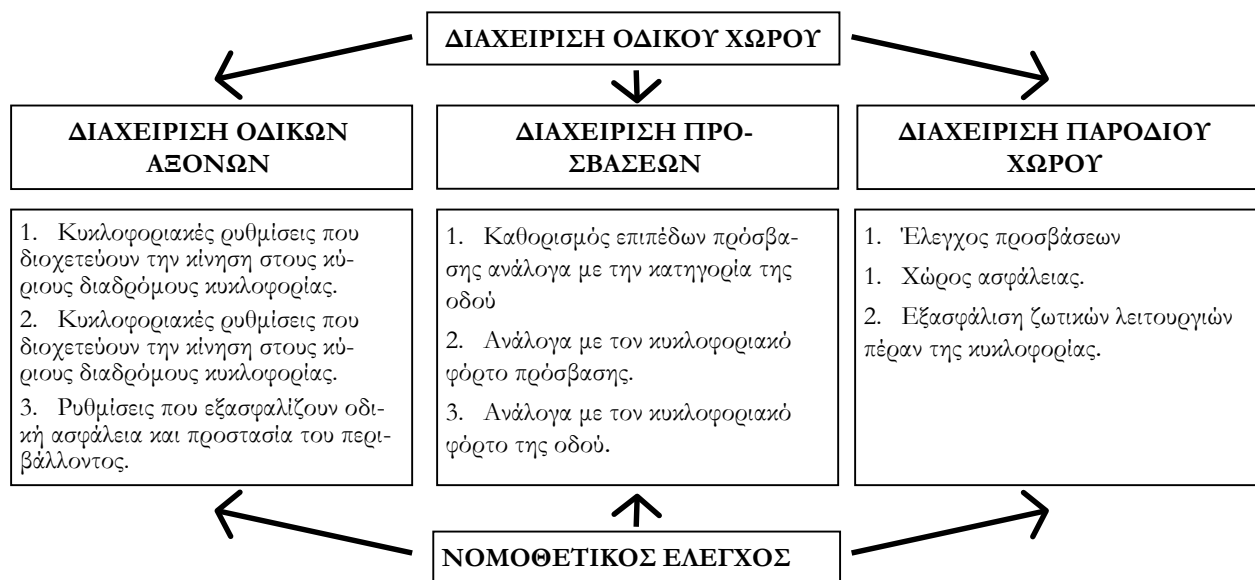 ΔΙΑΧΕΙΡΙΣΗ ΟΔΙΚΟΥ ΧΩΡΟΥ
ΔΙΑΧΕΙΡΙΣΗ ΟΔΙΚΩΝ
ΑΞΟΝΩΝ
1. Κυκλοφοριακές ρυθμίσεις που
διοχετεύουν την κίνηση στους κύ-
ριους διαδρόμους κυκλοφορίας.
2. Κυκλοφοριακές ρυθμίσεις που
διοχετεύουν την κίνηση στους κύ-
ριους διαδρόμους κυκλοφορίας.
3. Ρυθμίσεις που εξασφαλίζουν οδι-
κή ασφάλεια και προστασία του περι-
βάλλοντος.
ΔΙΑΧΕΙΡΙΣΗ ΠΡΟ-
ΣΒΑΣΕΩΝ
1. Καθορισμός επιπέδων πρόσβα-
σης ανάλογα με την κατηγορία της
οδού
2. Ανάλογα με τον κυκλοφοριακό
φόρτο πρόσβασης.
3. Ανάλογα με τον κυκλοφοριακό
φόρτο της οδού.
ΔΙΑΧΕΙΡΙΣΗ ΠΑΡΟΔΙΟΥ
ΧΩΡΟΥ
1. Έλεγχος προσβάσεων
1. Χώρος ασφάλειας.
2. Εξασφάλιση ζωτικών λειτουργιών
πέραν της κυκλοφορίας.
ΝΟΜΟΘΕΤΙΚΟΣ ΕΛΕΓΧΟΣ